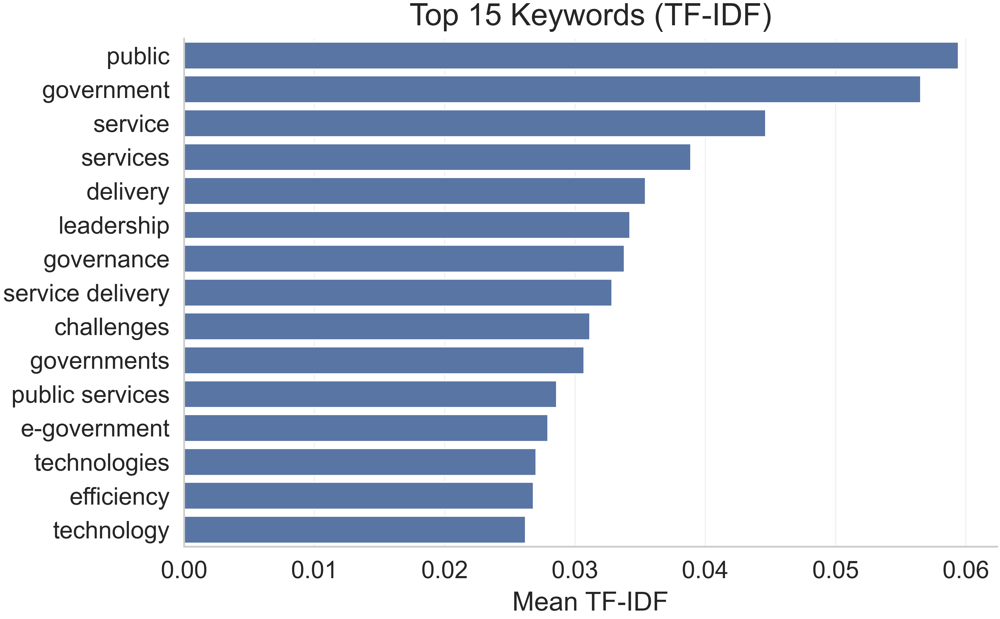 Top 15 Keywords (TF-IDF)
public
government
service
services
delivery
leadership
governance
service delivery
challenges
governments
public services
e-government
technologies
efficiency
technology
0.00 0.01 0.02 0.03 0.04 0.05 0.06
Mean TF-IDF